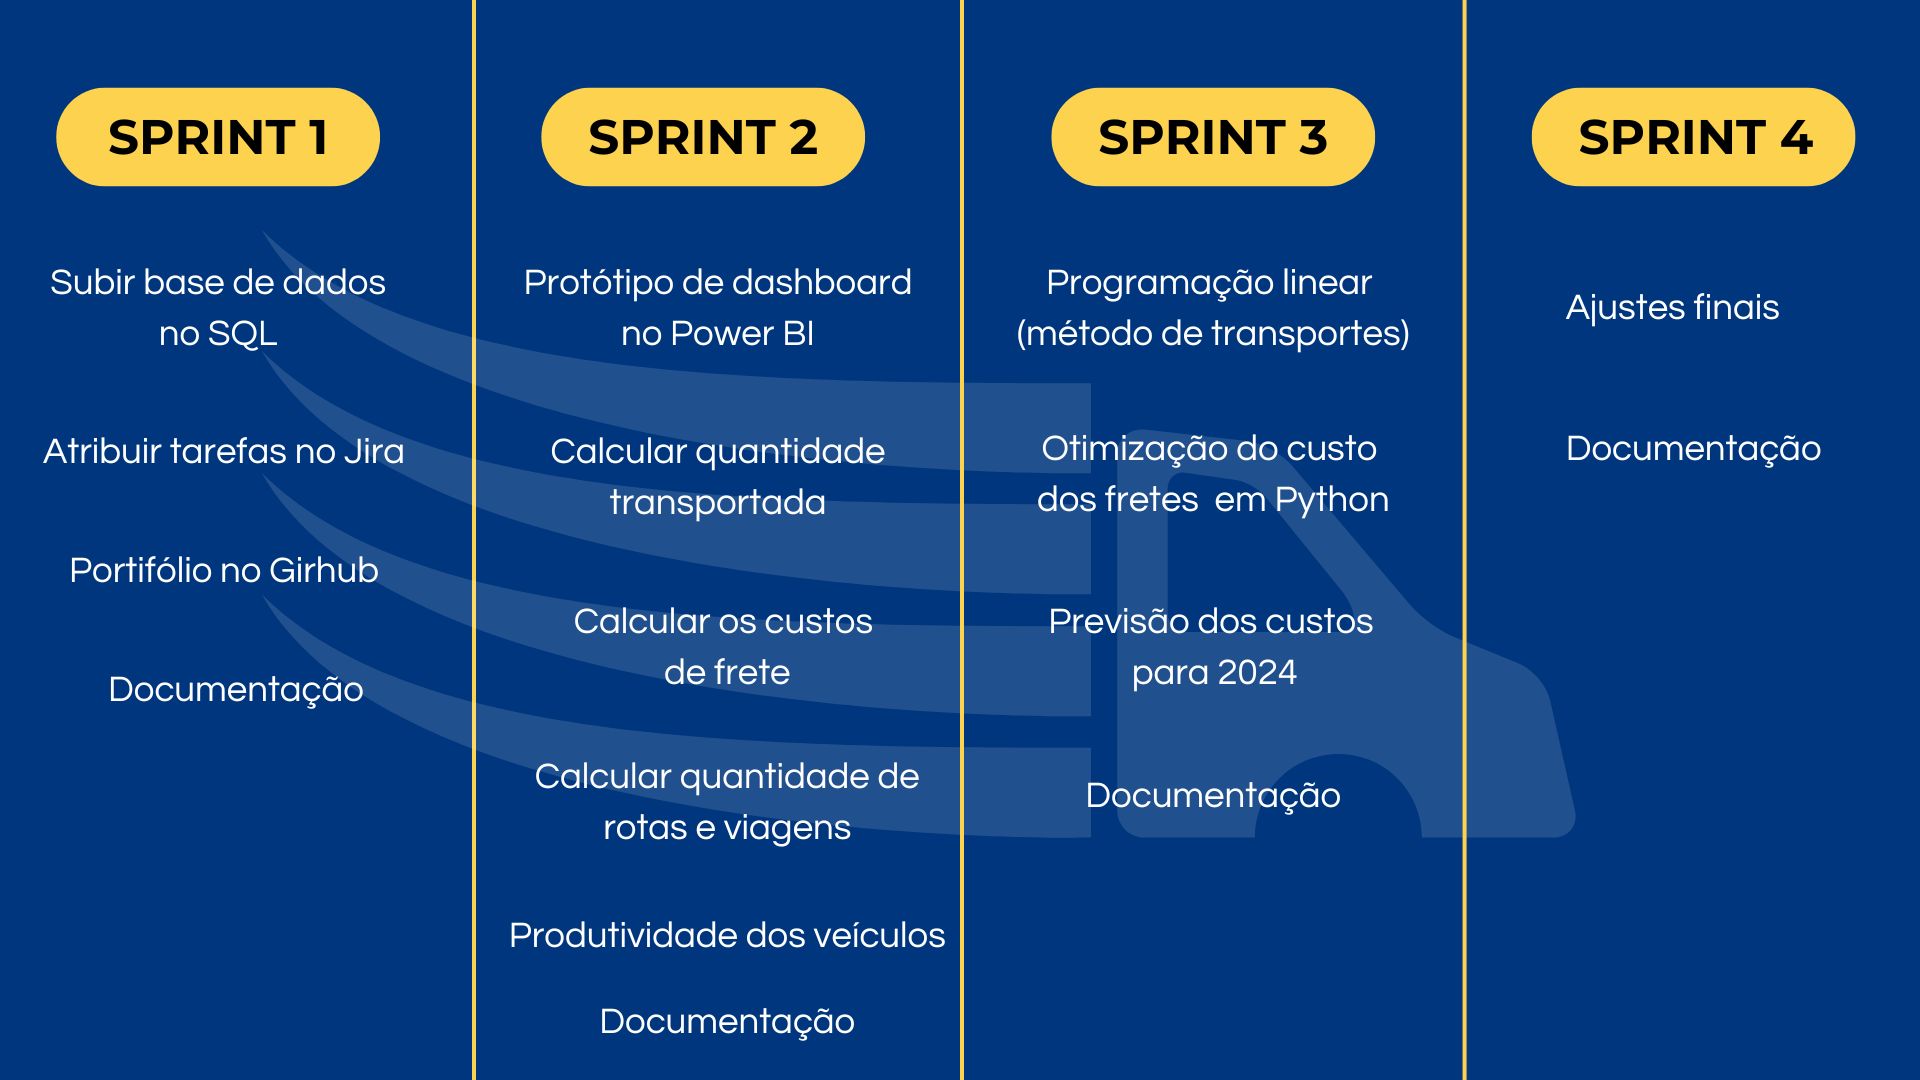 SPRINT 1
Subir base de dados
no SQL
Atribuir tarefas no Jira
Portifólio no Girhub
Documentação
SPRINT 2
Protótipo de dashboard
no Power BI
Calcular quantidade
transportada
Calcular os custos
de frete
Calcular quantidade de
rotas e viagens
Produtividade dos veículos
Documentação
SPRINT 3
Programação linear
(método de transportes)
Otimização do custo
dos fretes  em Python
Previsão dos custos
para 2024
Documentação
SPRINT 4
Ajustes finais
Documentação